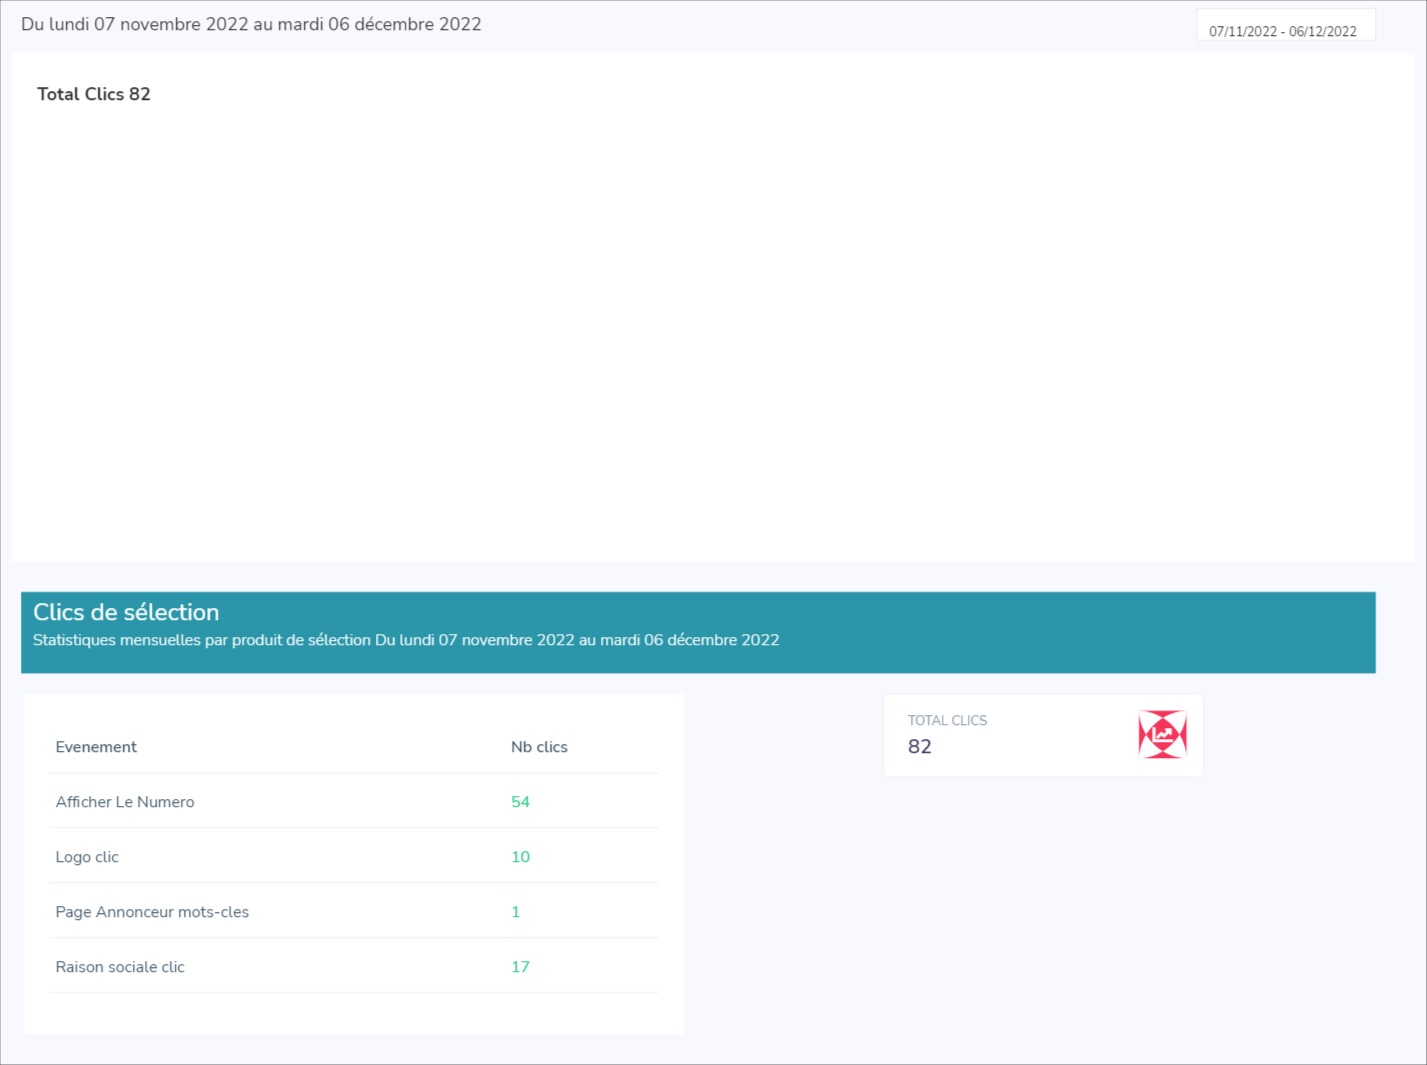 Du lundi 07 novembre 2022 au mardi 06 décembre 2022
07/11/2022 - 06/12/2022
Total Clics 82
Clics de sélection
Statistiques mensuelles par produit de sélection Du lundi 07 novembre 2022 au mardi 06 décembre 2022
Evenement Nb clics
Afficher Le Numero 54
Logo clic 10
Page Annonceur mots-cles 1
Raison sociale clic 17
TOTAL CLICS
82